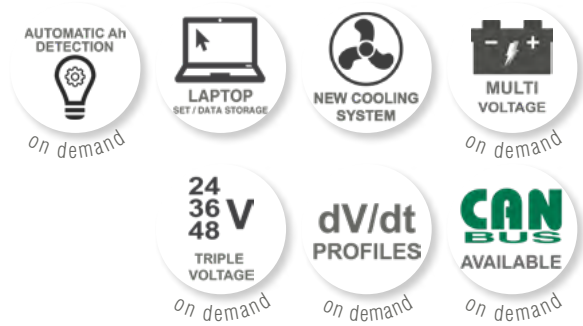 AUTOMATIC Ah
DETECTION
on demand
LAPTOP
SET / DATA STORAGE
NEW COOLING
SYSTEM
- +
MULTI
VOLTAGE
on demand
24
36 V
48
TRIPLE
VOLTAGE
on demand
dV/dt
PROFILES
on demand
CAN
BUS
AVAILABLE
on demand